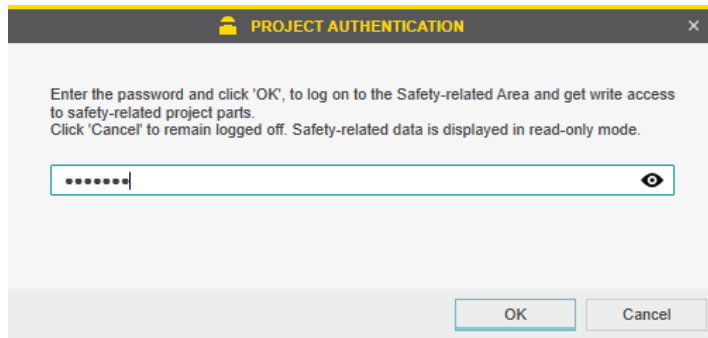 PROJECT AUTHENTICATION
Enter the password and click 'OK', to log on to the Safety-related Area and get write access
to safety-related project parts.
Click 'Cancel' to remain logged off. Safety-related data is displayed in read-only mode.
•••••••
OK Cancel